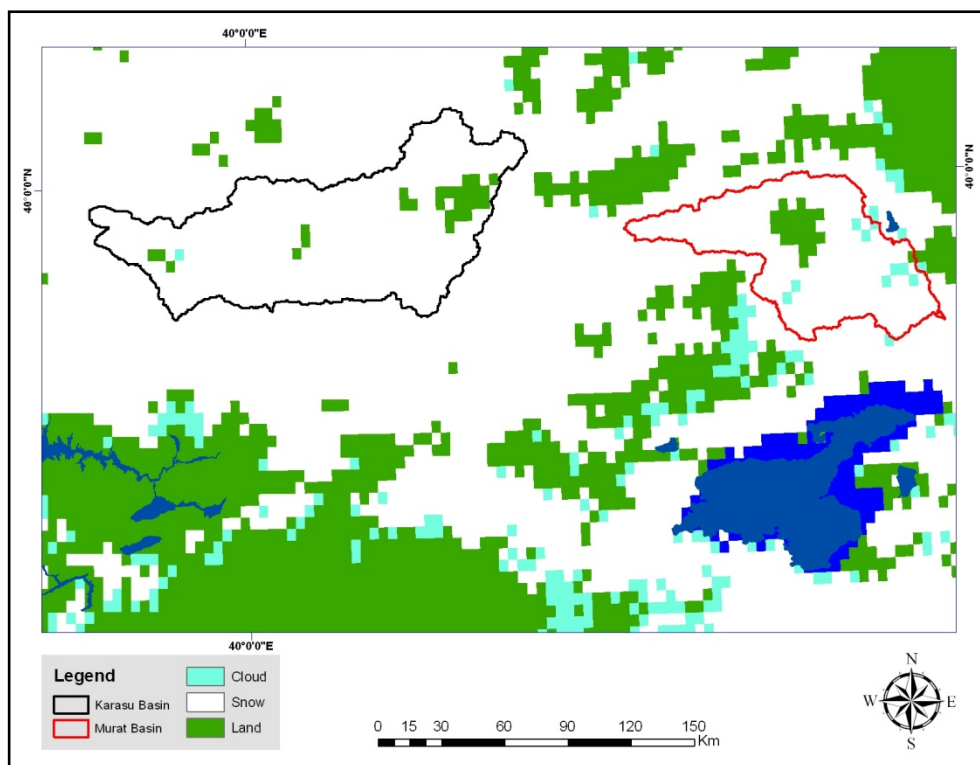 40°0'0"E
40°0'0"N
40°0'0"N
40°0'0"E
Legend
Karasu Basin
Murat Basin
Cloud
Snow
Land
0 15 30 60 90 120 150
Km
N
W E
S